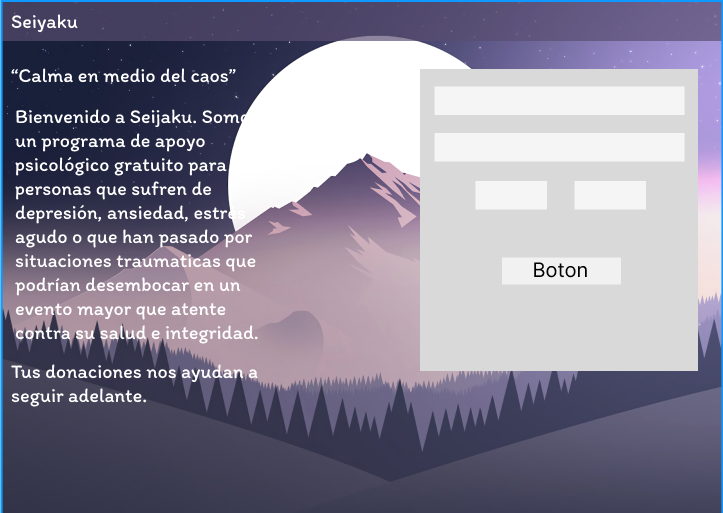 Seiyaku
“Calma en medio del caos”
Bienvenido a Seijaku. Somo
un programa de apoyo
psicológico gratuito para
personas que sufren de
depresión, ansiedad, estres
agudo o que han pasado por
situaciones traumaticas que
podrían desembocar en un
evento mayor que atente
contra su salud e integridad.
Tus donaciones nos ayudan a
seguir adelante.
Boton